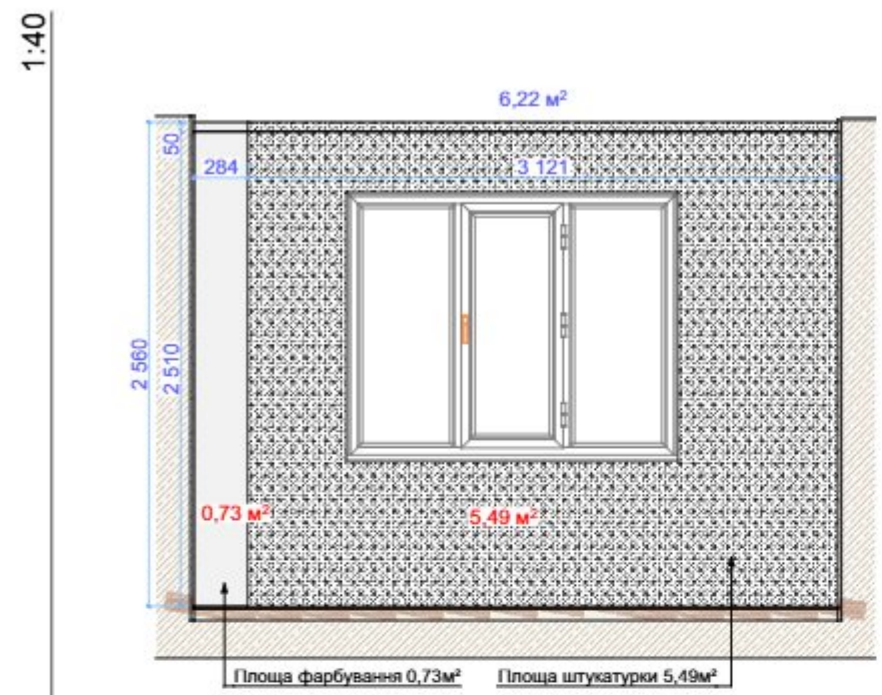 1:40
6,22 м²
50
284
3 121
2 560
2 510
0,73 м²
5,49 м²
Площа фарбування 0,73м²
Площа штукатурки 5,49м²